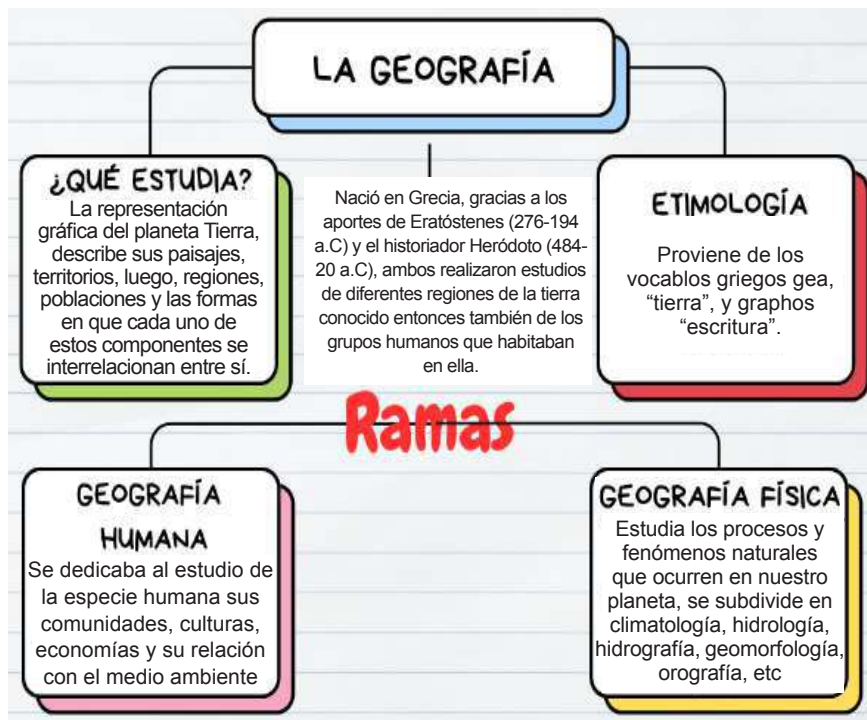 LA GEOGRAFÍA
¿QUÉ ESTUDIA?
La representación
gráfica del planeta Tierra,
describe sus paisajes,
territorios, luego, regiones,
poblaciones y las formas
en que cada uno de
estos componentes se
interrelacionan entre sí.
Nació en Grecia, gracias a los
aportes de Eratóstenes (276-194
a.C) y el historiador Heródoto (484-
20 a.C), ambos realizaron estudios
de diferentes regiones de la tierra
conocido entonces también de los
grupos humanos que habitaban
en ella.
ETIMOLOGÍA
Proviene de los
vocablos griegos gea,
“tierra”, y graphos
“escritura”.
Ramas
GEOGRAFÍA
HUMANA
Se dedicaba al estudio de
la especie humana sus
comunidades, culturas,
economías y su relación
con el medio ambiente
GEOGRAFÍA FÍSICA
Estudia los procesos y
fenómenos naturales
que ocurren en nuestro
planeta, se subdivide en
climatología, hidrología,
hidrografía, geomorfología,
orografía, etc